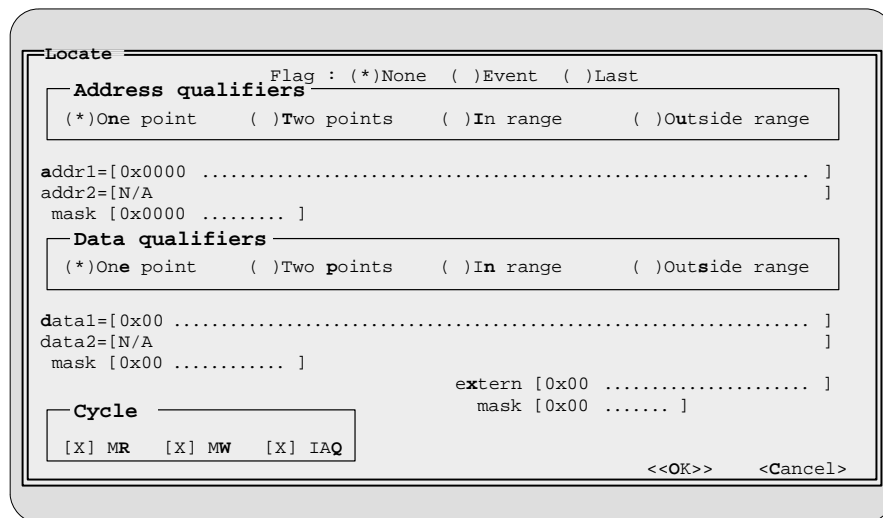 Locate
Flag : (*)None ( )Event ( )Last
Address qualifiers
(*)One point ( )Two points ( )In range ( )Outside range
addr1=[0x0000 .................................................................. ]
addr2=[N/A ]
mask [0x0000 ......... ]
Data qualifiers
(*)One point ( )Two points ( )In range ( )Outside range
data1=[0x00 ..................................................................... ]
data2=[N/A ]
mask [0x00 ............ ]
extern [0x00 ...................... ]
mask [0x00 ....... ]
Cycle
[X] MR [X] MW [X] IAQ
<<OK>> <Cancel>